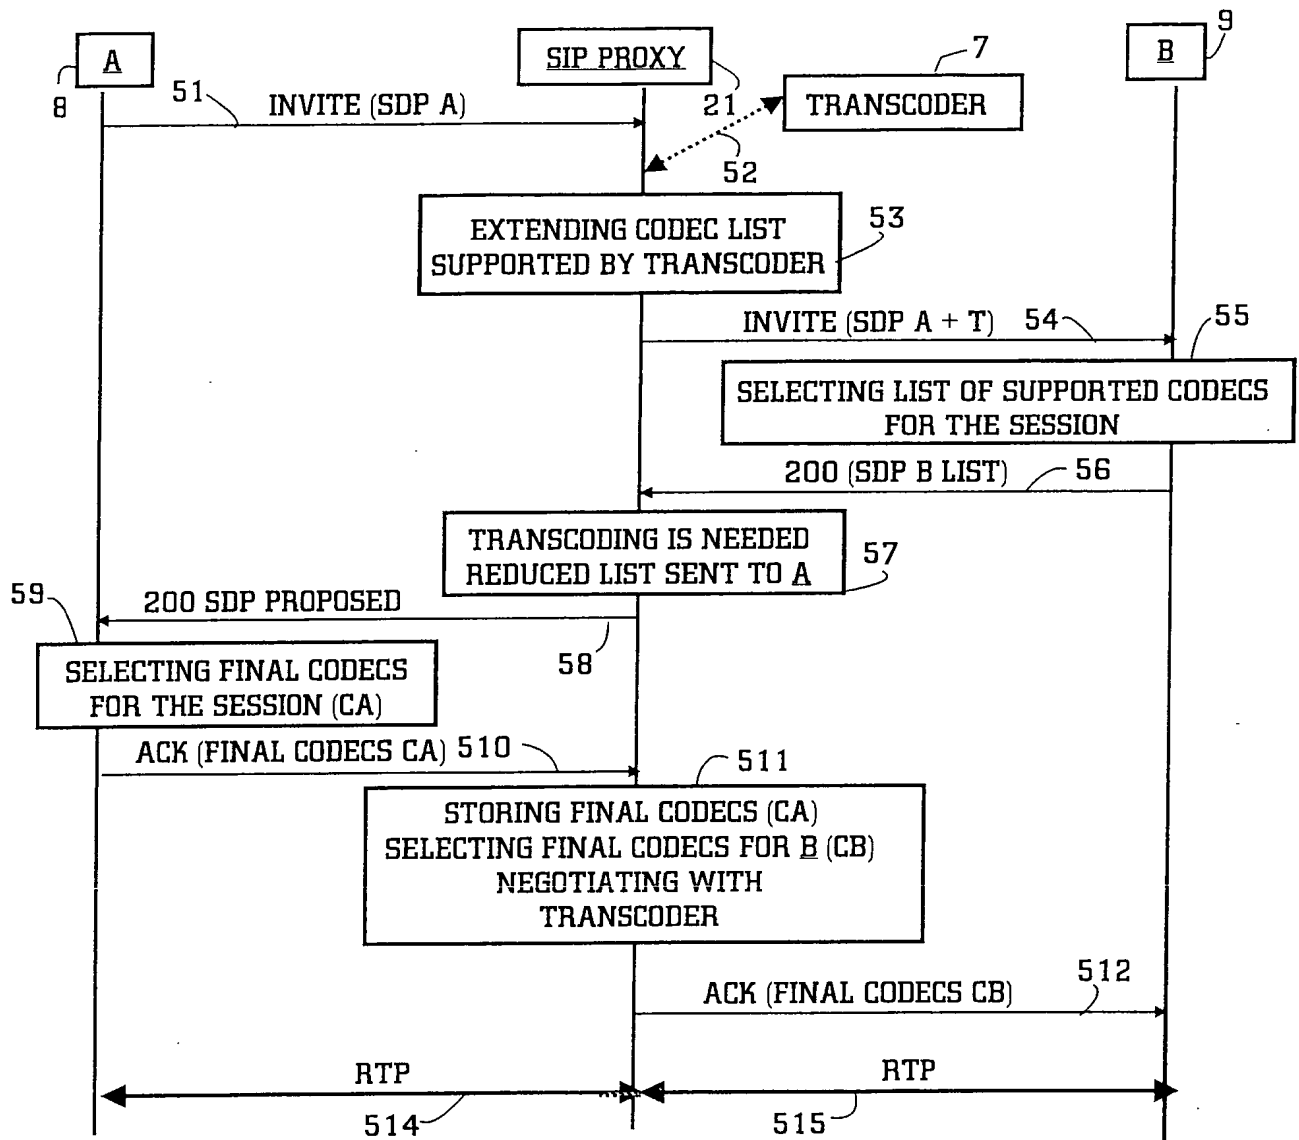 A
8
SIP PROXY
21
7
TRANSCODER
B
9
51
INVITE (SDP A)
52
EXTENDING CODEC LIST
SUPPORTED BY TRANSCODER
53
INVITE (SDP A + T)
54
55
SELECTING LIST OF SUPPORTED CODECS
FOR THE SESSION
200 (SDP B LIST)
56
TRANSCODING IS NEEDED
REDUCED LIST SENT TO A
57
59
200 SDP PROPOSED
58
SELECTING FINAL CODECS
FOR THE SESSION (CA)
ACK (FINAL CODECS CA)
510
511
STORING FINAL CODECS (CA)
SELECTING FINAL CODECS FOR B (CB)
NEGOTIATING WITH
TRANSCODER
ACK (FINAL CODECS CB)
512
RTP
514
RTP
515